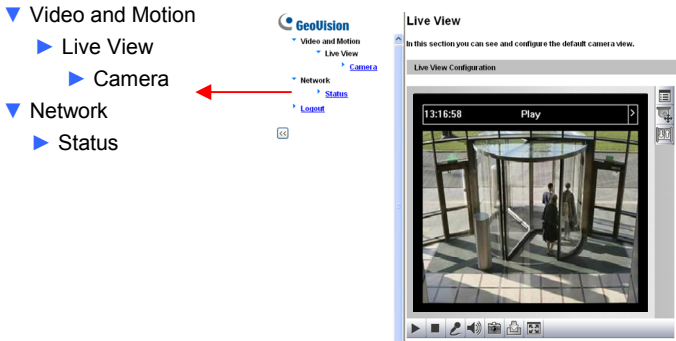 Video and Motion
Live View
Camera
Network
Status
GeoVision
Video and Motion
Live View
Camera
Network
Status
Logout
<<
Live View
In this section you can see and configure the default camera view.
Live View Configuration
13:16:58 Play >